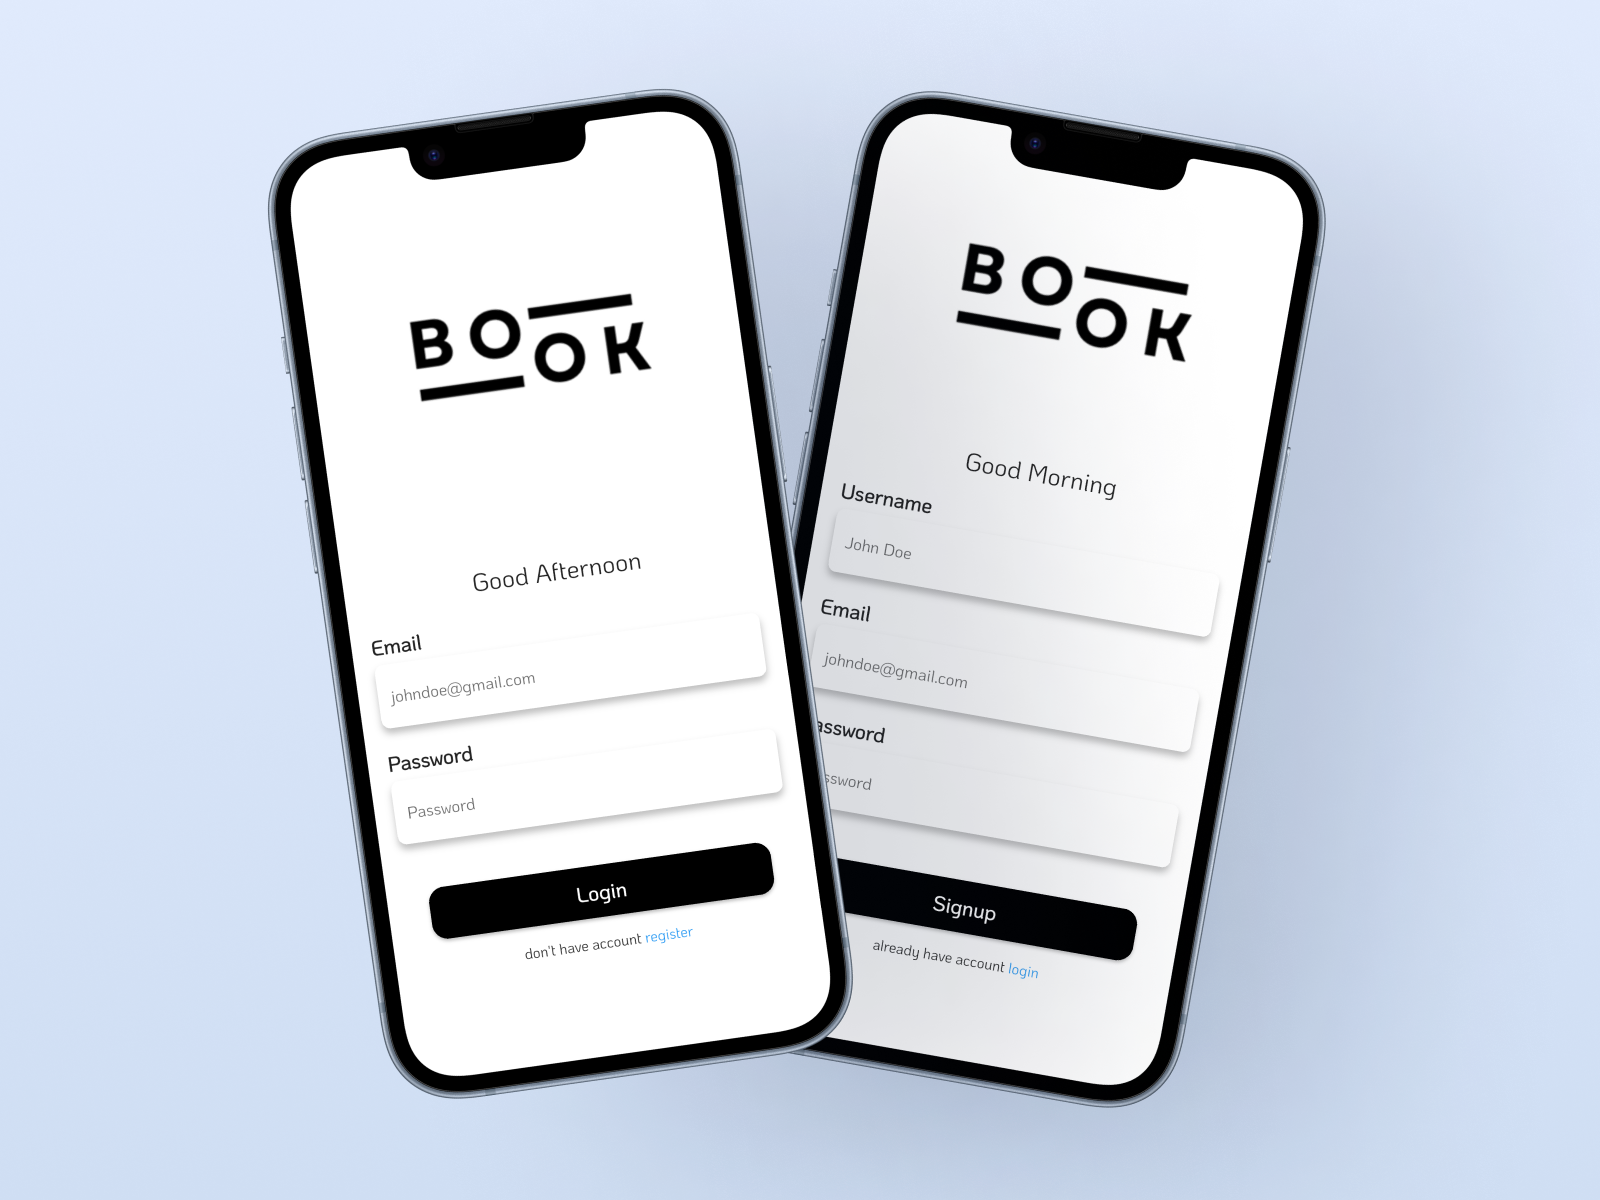 BOOK
Good Afternoon
Email
johndoe@gmail.com
Password
Password
Login
don't have account register
BOOK
Good Morning
Username
John Doe
Email
johndoe@gmail.com
assword
ssword
Signup
already have account login